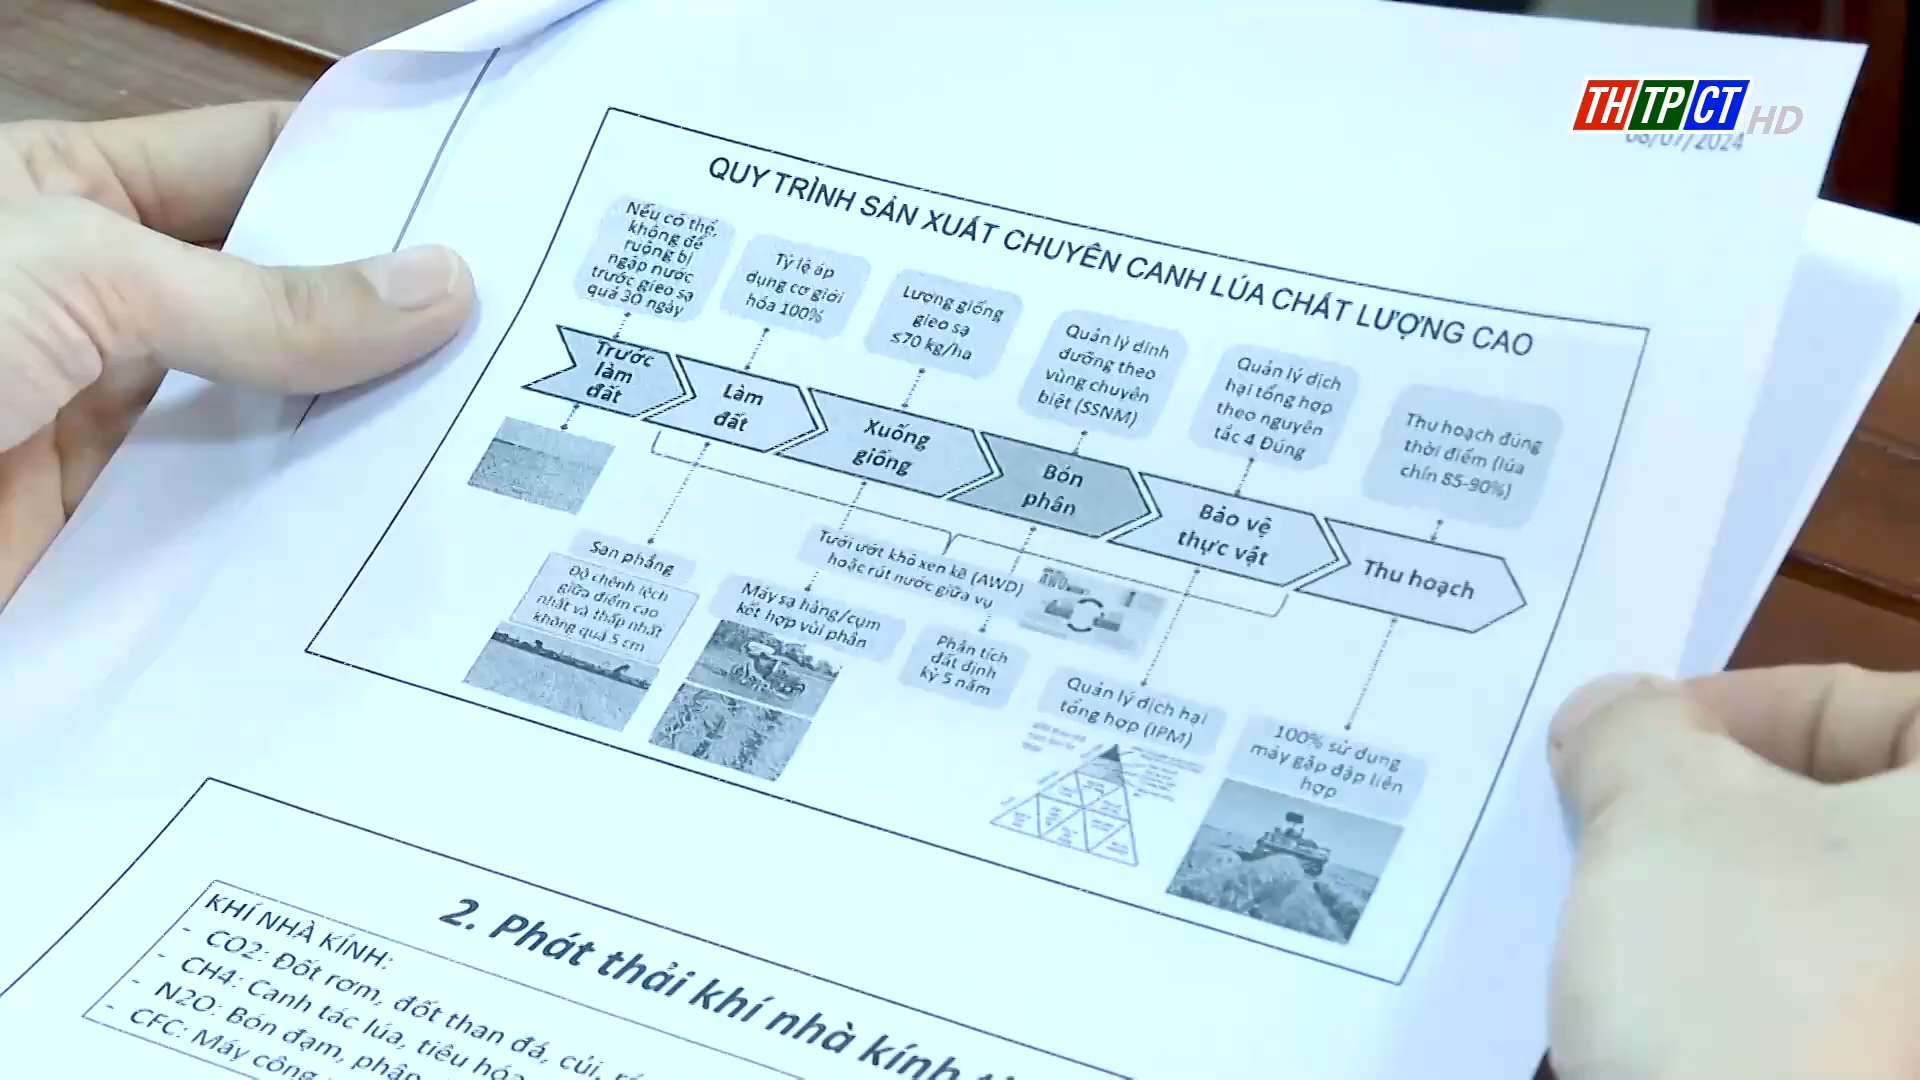 THTPCT HD
08/07/2024
QUY TRÌNH SẢN XUẤT CHUYÊN CANH LÚA CHẤT LƯỢNG CAO
Nếu có thể,
không để
ruộng bị
ngập nước
trước gieo sạ
quá 30 ngày
Tỷ lệ áp
dụng cơ giới
hóa 100%
Lượng giống
gieo sạ
≤70 kg/ha
Quản lý dinh
dưỡng theo
vùng chuyên
biệt (SSNM)
Quản lý dịch
hại tổng hợp
theo nguyên
tắc 4 Đúng
Thu hoạch đúng
thời điểm (lúa
chín 85-90%)
Trước
làm
đất
Làm
đất
Xuống
giống
Bón
phân
Bảo vệ
thực vật
Thu hoạch
San phẳng
Độ chênh lệch
giữa điểm cao
nhất và thấp nhất
không quá 5 cm
Máy sạ hàng/cụm
kết hợp vùi phân
Tưới ướt khô xen kẽ (AWD)
hoặc rút nước giữa vụ
AWD
Phân tích
đất định
kỳ 5 năm
Quản lý dịch hại
tổng hợp (IPM)
100% sử dụng
máy gặp đập liên
hợp
2. Phát thải khí nhà kính
KHÍ NHÀ KÍNH:
- CO2: Đốt rơm, đốt than đá, củi,
- CH4: Canh tác lúa, tiêu hóa
- N2O: Bón đạm, phân
- CFC: Máy công